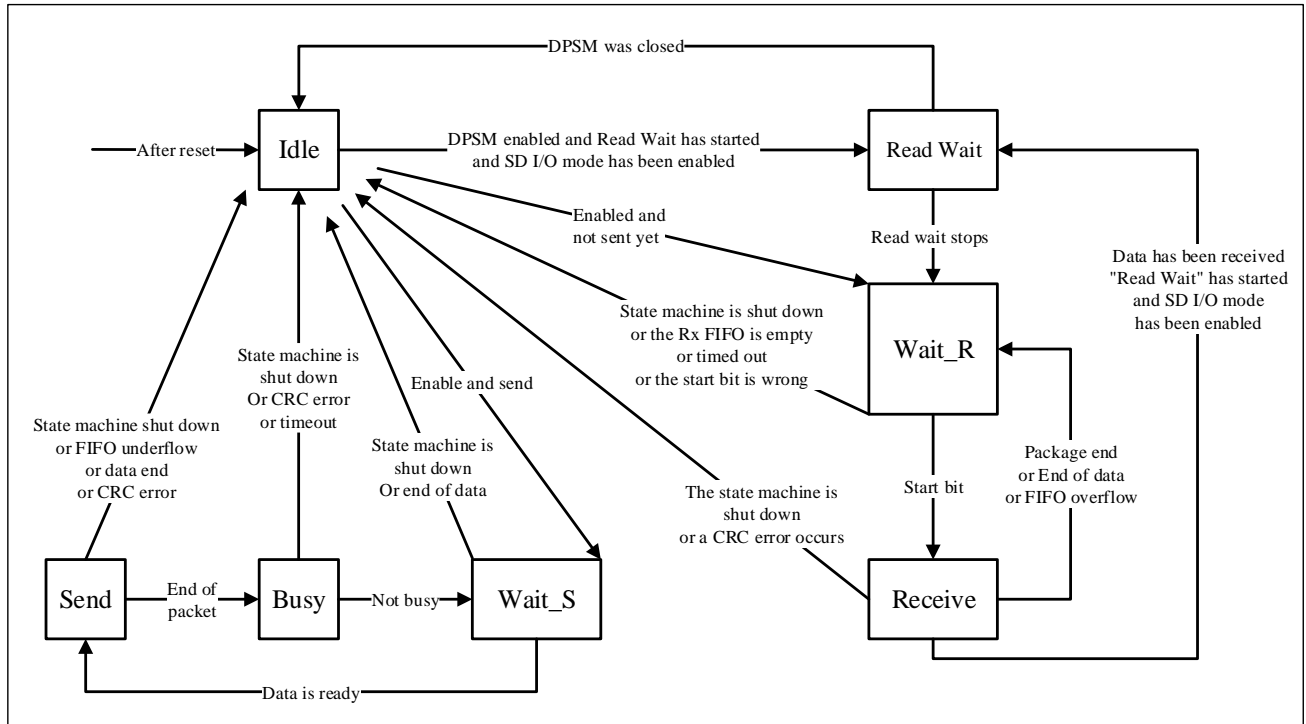 DPSM was closed
After reset
Idle
DPSM enabled and Read Wait has started
and SD I/O mode has been enabled
Read Wait
Enabled and
not sent yet
Read wait stops
Data has been received
"Read Wait" has started
and SD I/O mode
has been enabled
State machine is shut down
or the Rx FIFO is empty
or timed out
or the start bit is wrong
Wait_R
State machine is
shut down
Or CRC error
or timeout
Enable and send
State machine shut down
or FIFO underflow
or data end
or CRC error
State machine is
shut down
Or end of data
The state machine is
shut down
or a CRC error occurs
Start bit
Package end
or End of data
or FIFO overflow
Send
End of
packet
Busy
Not busy
Wait_S
Receive
Data is ready